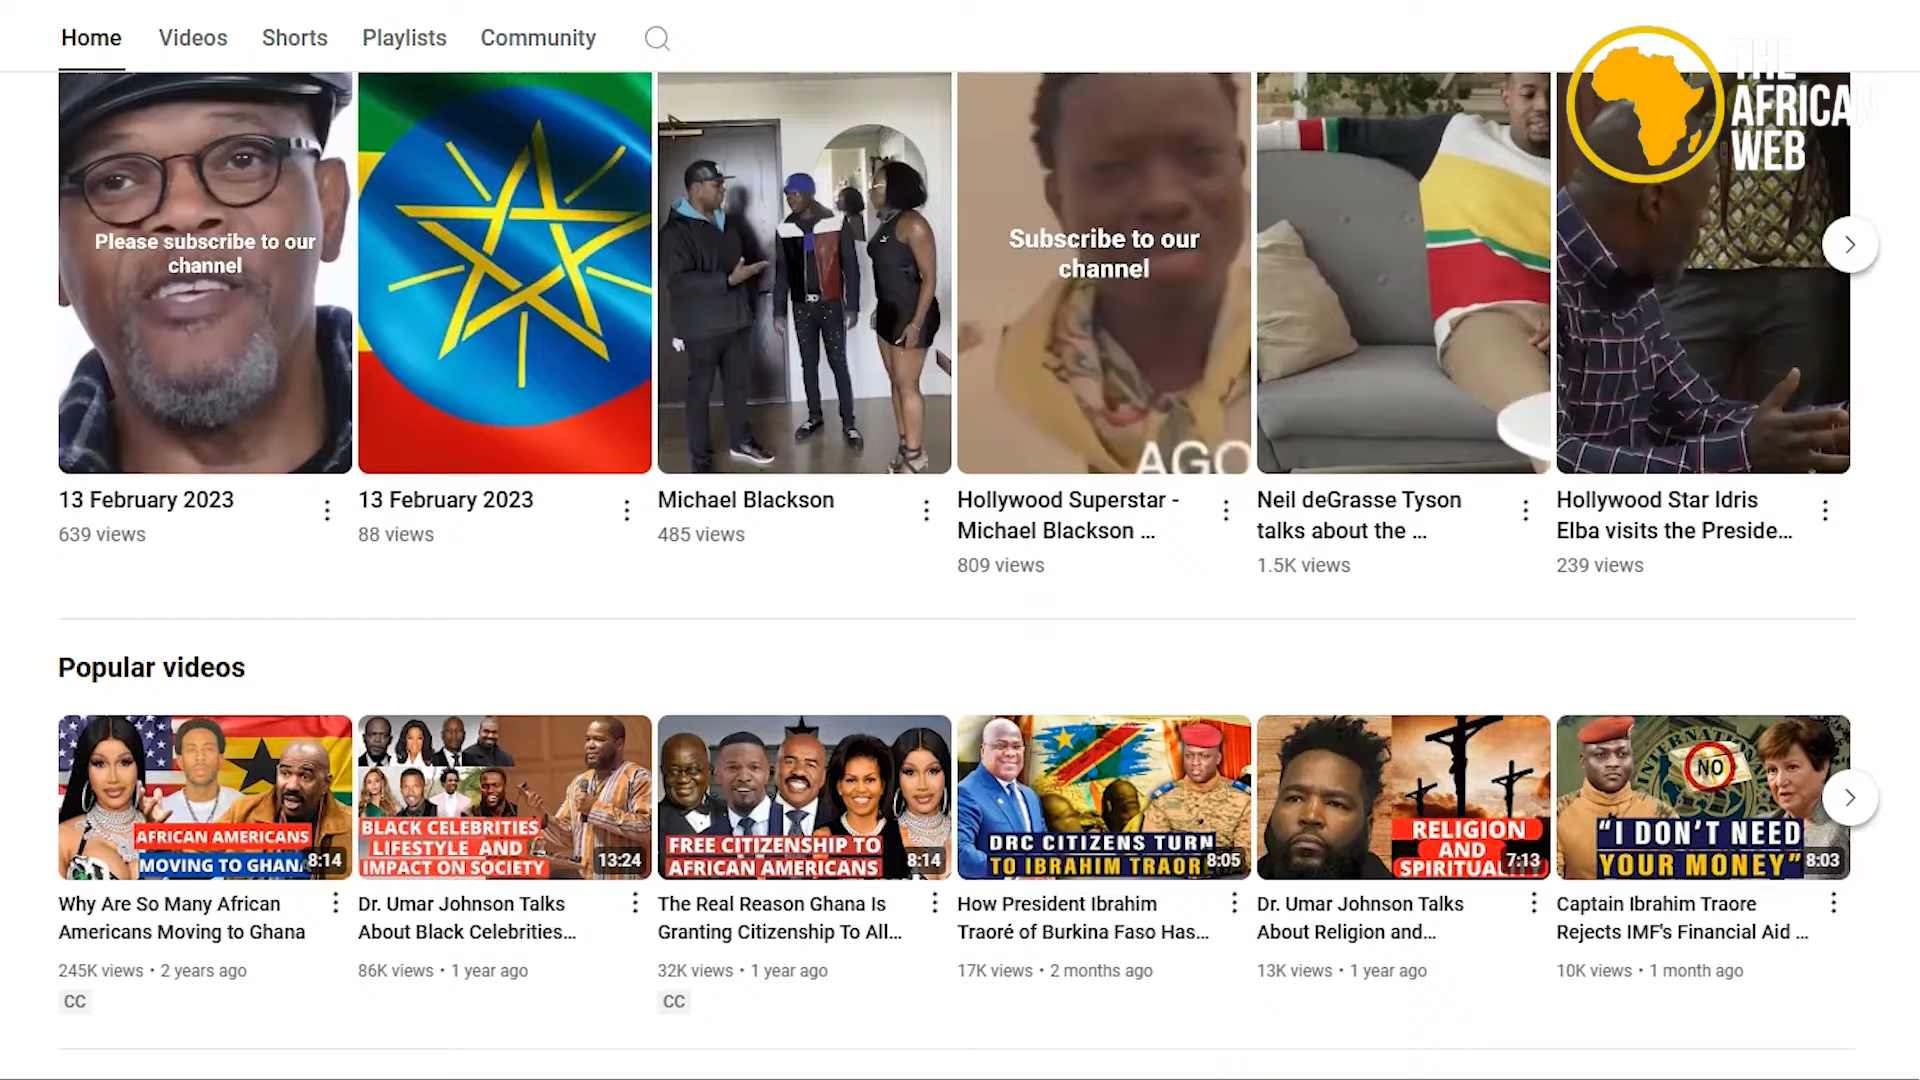 Home Videos Shorts Playlists Community
THE
AFRICAN
WEB
Please subscribe to our
channel
Subscribe to our
channel
AGO
13 February 2023
639 views
13 February 2023
88 views
Michael Blackson
485 views
Hollywood Superstar -
Michael Blackson ...
809 views
Neil deGrasse Tyson
talks about the ...
1.5K views
Hollywood Star Idris
Elba visits the Preside...
239 views
Popular videos
AFRICAN AMERICANS
MOVING TO GHANA
8:14
BLACK CELEBRITIES
LIFESTYLE AND
IMPACT ON SOCIETY
13:24
FREE CITIZENSHIP TO
AFRICAN AMERICANS
8:14
DRC CITIZENS TURN
TO IBRAHIM TRAOR
8:05
RELIGION
AND
SPIRITUAL
7:13
NO
"I DON'T NEED
YOUR MONEY"
8:03
Why Are So Many African
Americans Moving to Ghana
245K views • 2 years ago
CC
Dr. Umar Johnson Talks
About Black Celebrities...
86K views • 1 year ago
The Real Reason Ghana Is
Granting Citizenship To All...
32K views • 1 year ago
CC
How President Ibrahim
Traoré of Burkina Faso Has...
17K views • 2 months ago
Dr. Umar Johnson Talks
About Religion and...
13K views • 1 year ago
Captain Ibrahim Traore
Rejects IMF's Financial Aid ...
10K views • 1 month ago